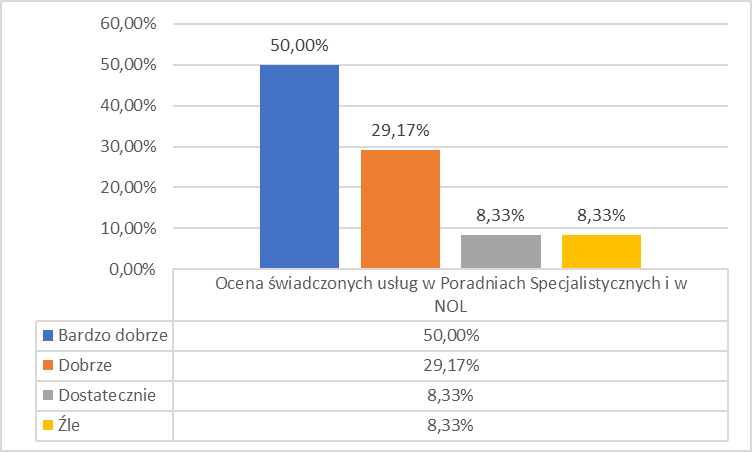 60,00%
50,00%
40,00%
30,00%
20,00%
10,00%
0,00%
50,00%
29,17%
8,33%
8,33%
Ocena świadczonych usług w Poradniach Specjalistycznych i w
NOL
Bardzo dobrze 50,00%
Dobrze 29,17%
Dostatecznie 8,33%
Źle 8,33%